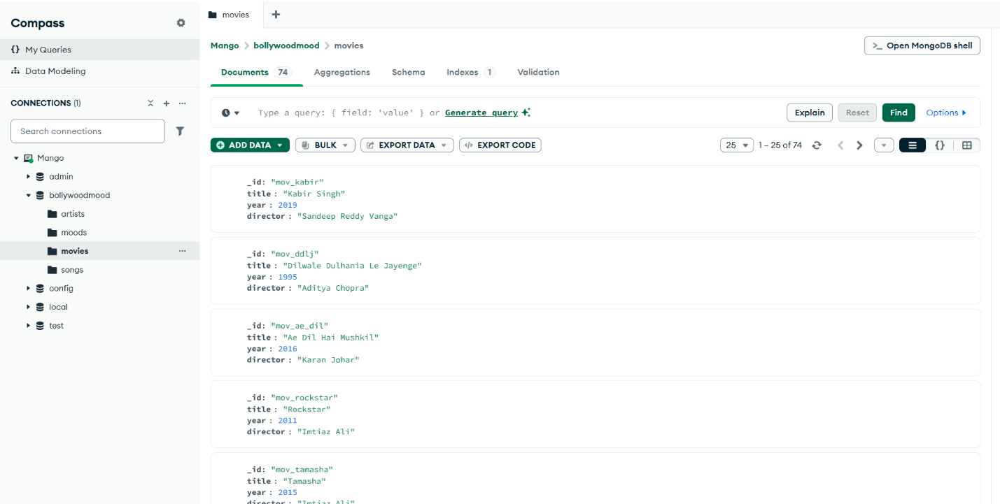 Compass
My Queries
Data Modeling
CONNECTIONS (1)
Search connections
Mango
admin
bollywoodmood
artists
moods
movies
songs
config
local
test
movies
Mango > bollywoodmood > movies
>_ Open MongoDB shell
Documents 74 Aggregations Schema Indexes 1 Validation
Type a query: { field: 'value' } or Generate query
Explain Reset Find Options
ADD DATA BULK EXPORT DATA </> EXPORT CODE 25 1 – 25 of 74 {}
_id: "mov_kabir"
title : "Kabir Singh"
year : 2019
director : "Sandeep Reddy Vanga"
_id: "mov_ddlj"
title : "Dilwale Dulhania Le Jayenge"
year : 1995
director : "Aditya Chopra"
_id: "mov_ae_dil"
title : "Ae Dil Hai Mushkil"
year : 2016
director : "Karan Johar"
_id: "mov_rockstar"
title : "Rockstar"
year : 2011
director : "Imtiaz Ali"
_id: "mov_tamasha"
title : "Tamasha"
year : 2015
director : "Imtiaz Ali"